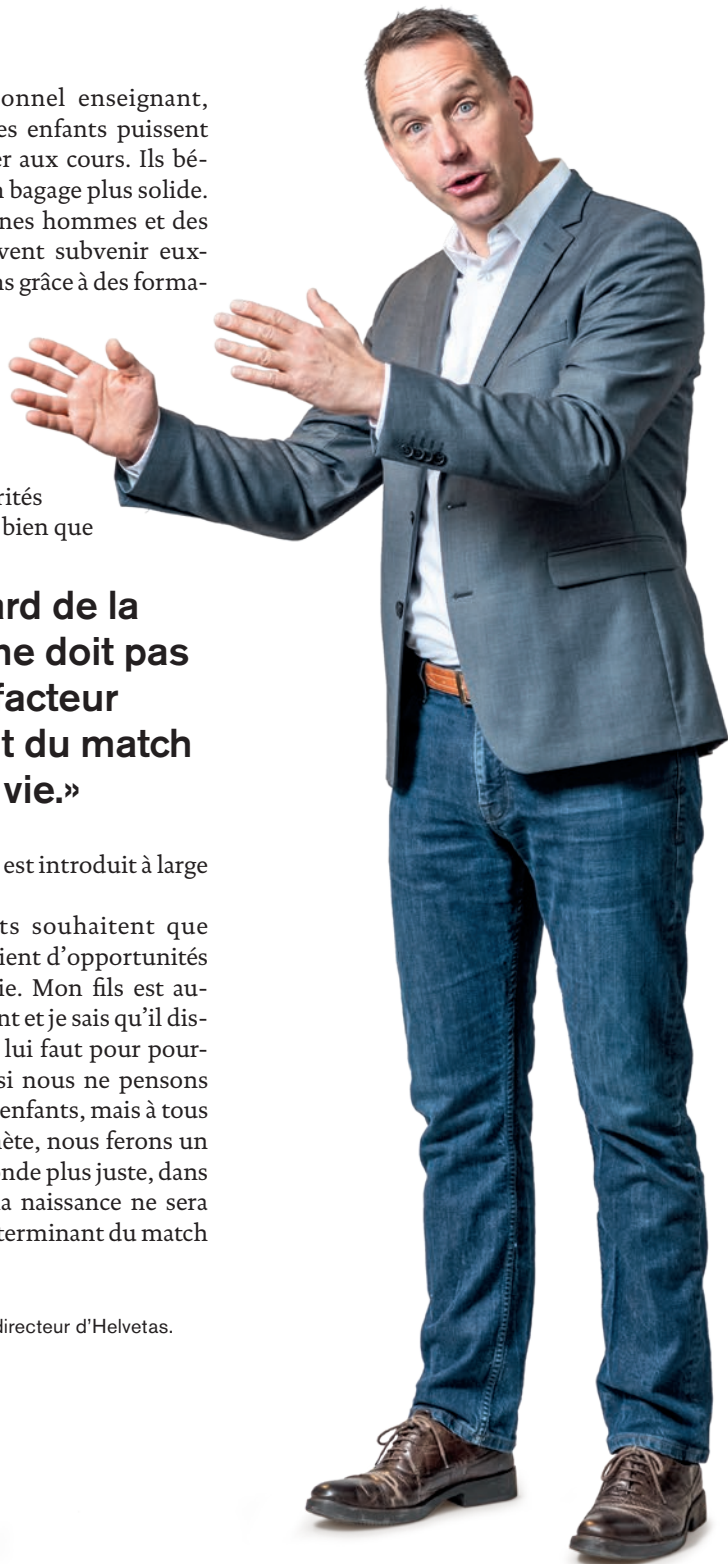 onnel enseignant,
es enfants puissent
er aux cours. Ils bé-
n bagage plus solide.
nes hommes et des
vent subvenir eux-
ns grâce à des forma-
rités
bien que
ard de la
ne doit pas
facteur
t du match
vie.»
est introduit à large
ts souhaitent que
ient d'opportunités
ie. Mon fils est au-
nt et je sais qu'il dis-
lui faut pour pour-
si nous ne pensons
enfants, mais à tous
nète, nous ferons un
onde plus juste, dans
la naissance ne sera
terminant du match
directeur d'Helvetas.